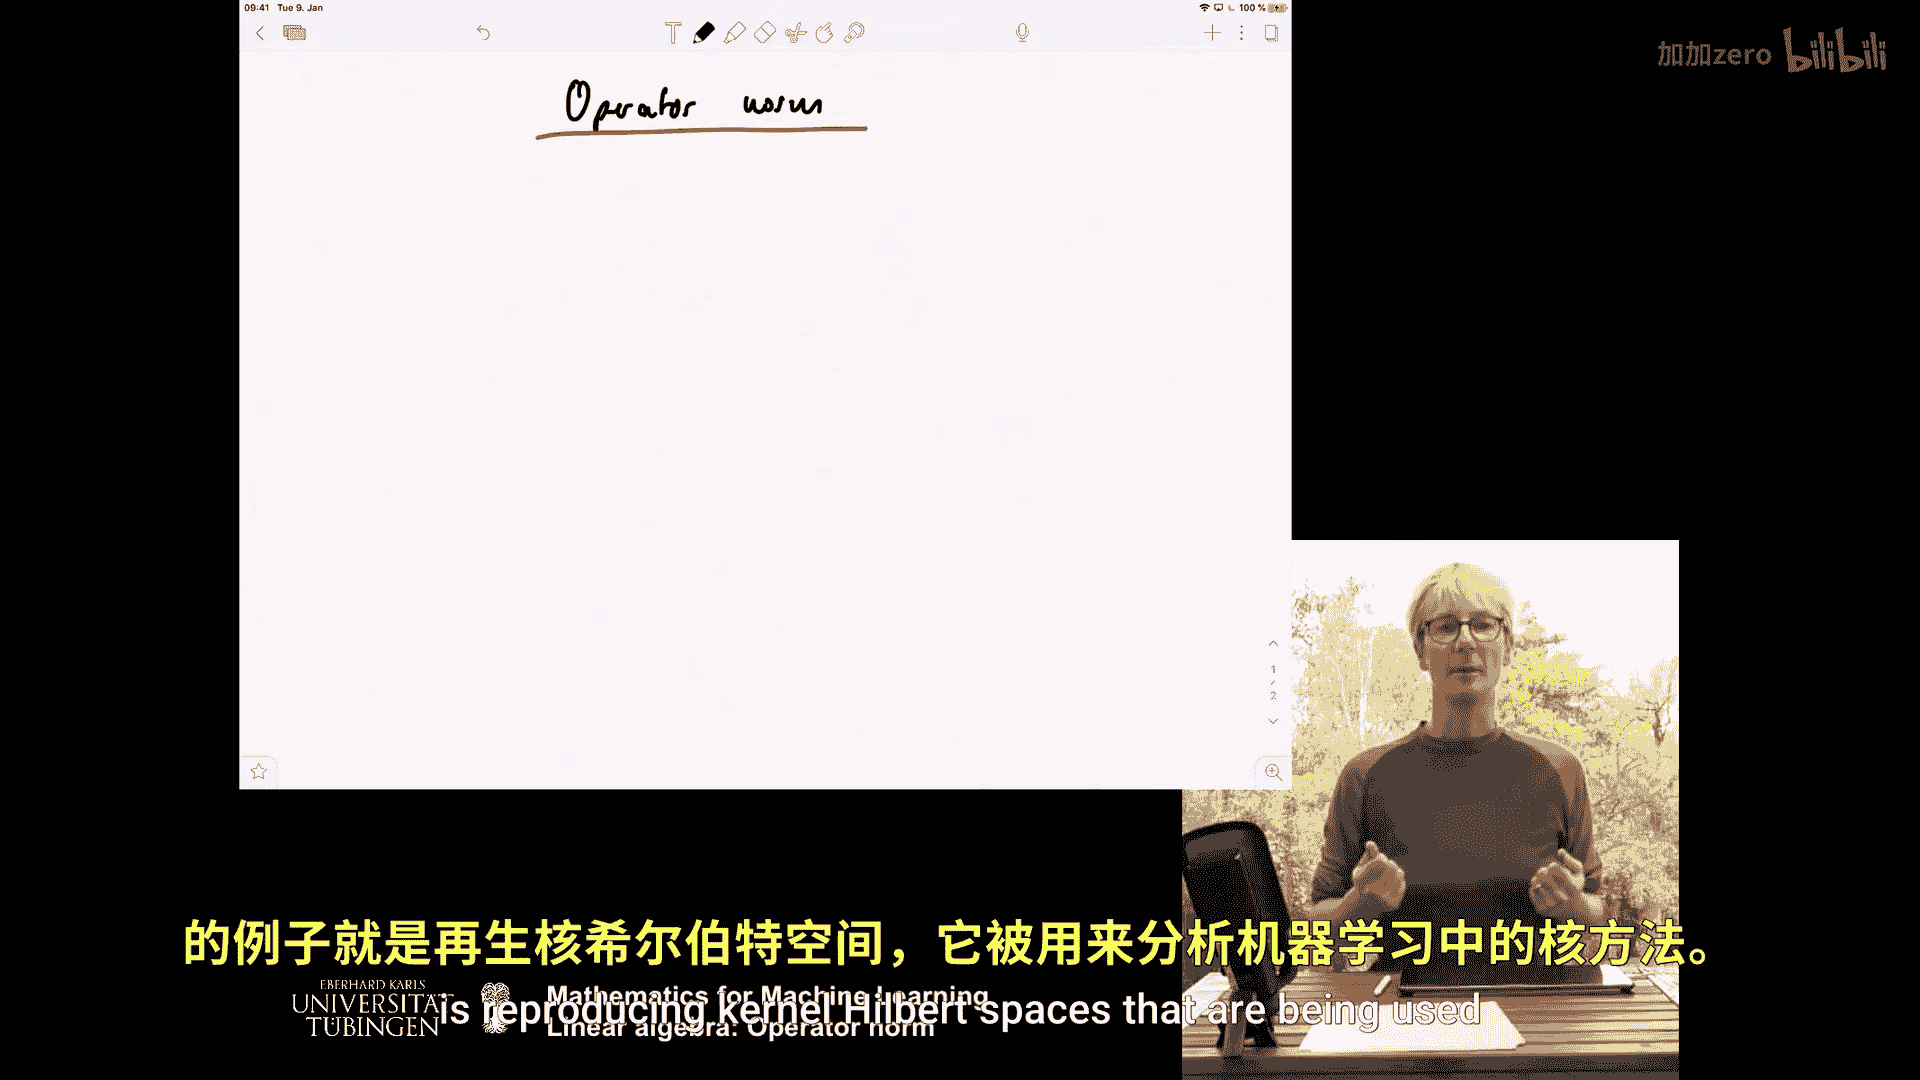 09:41 Tue 9. Jan
100 %
加加zero bilibili
Operator norm
1
/
2
的例子就是再生核希尔伯特空间，它被用来分析机器学习中的核方法。
EBERHARD KARLS
UNIVERSITÄT
TÜBINGEN
Mathematics for Machine Learning
Linear algebra: Operator norm
is reproducing kernel Hilbert spaces that are being used